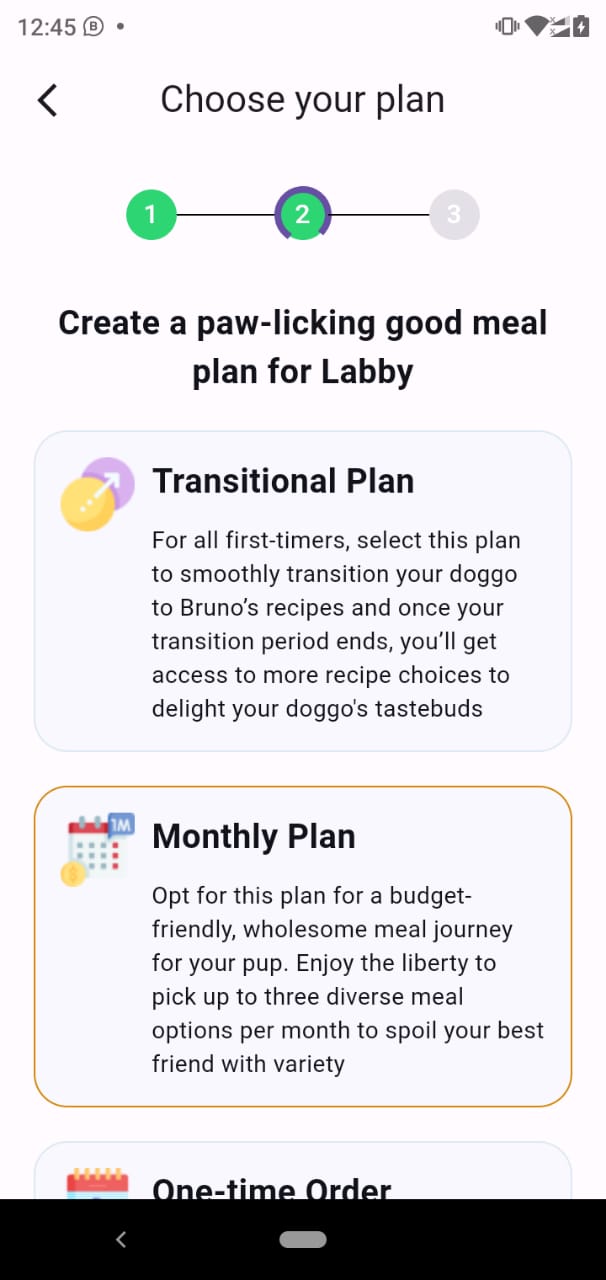 12:45
Choose your plan
1
2
3
Create a paw-licking good meal
plan for Labby
Transitional Plan
For all first-timers, select this plan
to smoothly transition your doggo
to Bruno’s recipes and once your
transition period ends, you’ll get
access to more recipe choices to
delight your doggo's tastebuds
1M
Monthly Plan
Opt for this plan for a budget-
friendly, wholesome meal journey
for your pup. Enjoy the liberty to
pick up to three diverse meal
options per month to spoil your best
friend with variety
One-time Order